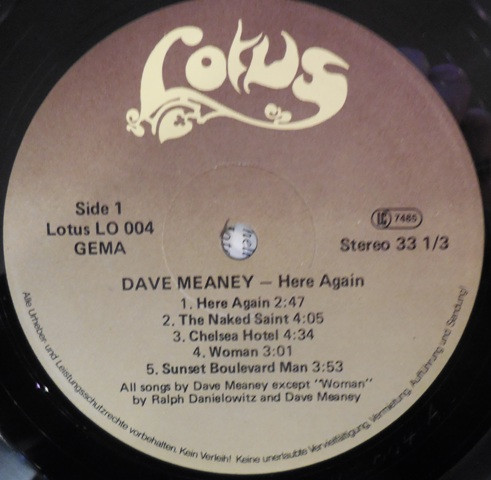 Lotus
Side 1
Lotus LO 004
GEMA
LC 7485
Stereo 33 1/3
DAVE MEANEY – Here Again
1. Here Again 2:47
2. The Naked Saint 4:05
3. Chelsea Hotel 4:34
4. Woman 3:01
5. Sunset Boulevard Man 3:53
All songs by Dave Meaney except "Woman"
by Ralph Danielowitz and Dave Meaney
Alle Urheber und Leistungsschutzrechte vorbehalten. Kein Verleih! Keine unerlaubte Vervielfältigung, Vermietung, Aufführung und Sendung!